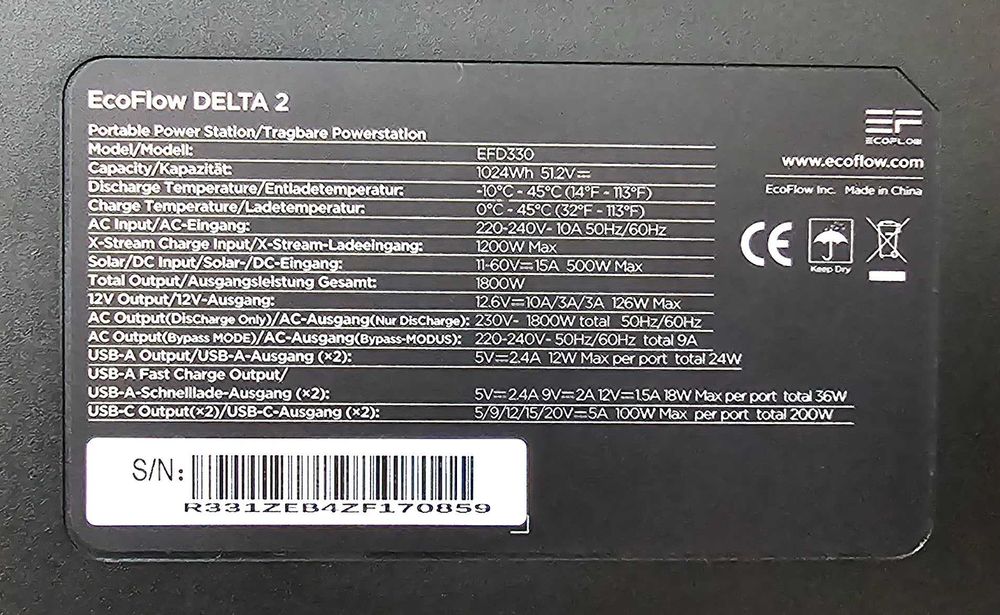 EcoFlow DELTA 2
Portable Power Station/Tragbare Powerstation
Model/Modell: EFD330
Capacity/Kapazität: 1024Wh 51.2V⎓
Discharge Temperature/Entladetemperatur: -10°C ~ 45°C (14°F ~ 113°F)
Charge Temperature/Ladetemperatur: 0°C ~ 45°C (32°F ~ 113°F)
AC Input/AC-Eingang: 220-240V~ 10A 50Hz/60Hz
X-Stream Charge Input/X-Stream-Ladeeingang: 1200W Max
Solar/DC Input/Solar-/DC-Eingang: 11-60V⎓15A 500W Max
Total Output/Ausgangsleistung Gesamt: 1800W
12V Output/12V-Ausgang: 12.6V⎓10A/3A/3A 126W Max
AC Output(DisCharge Only)/AC-Ausgang(Nur DisCharge): 230V~ 1800W total 50Hz/60Hz
AC Output(Bypass MODE)/AC-Ausgang(Bypass-MODUS): 220-240V~ 50Hz/60Hz total 9A
USB-A Output/USB-A-Ausgang (×2): 5V⎓2.4A 12W Max per port total 24W
USB-A Fast Charge Output/
USB-A-Schnelllade-Ausgang (×2): 5V⎓2.4A 9V⎓2A 12V⎓1.5A 18W Max per port total 36W
USB-C Output(×2)/USB-C-Ausgang (×2): 5/9/12/15/20V⎓5A 100W Max per port total 200W
EF
ECOFLOW
www.ecoflow.com
EcoFlow Inc. Made in China
CE
Keep Dry
S/N:
R331ZEB4ZF170859